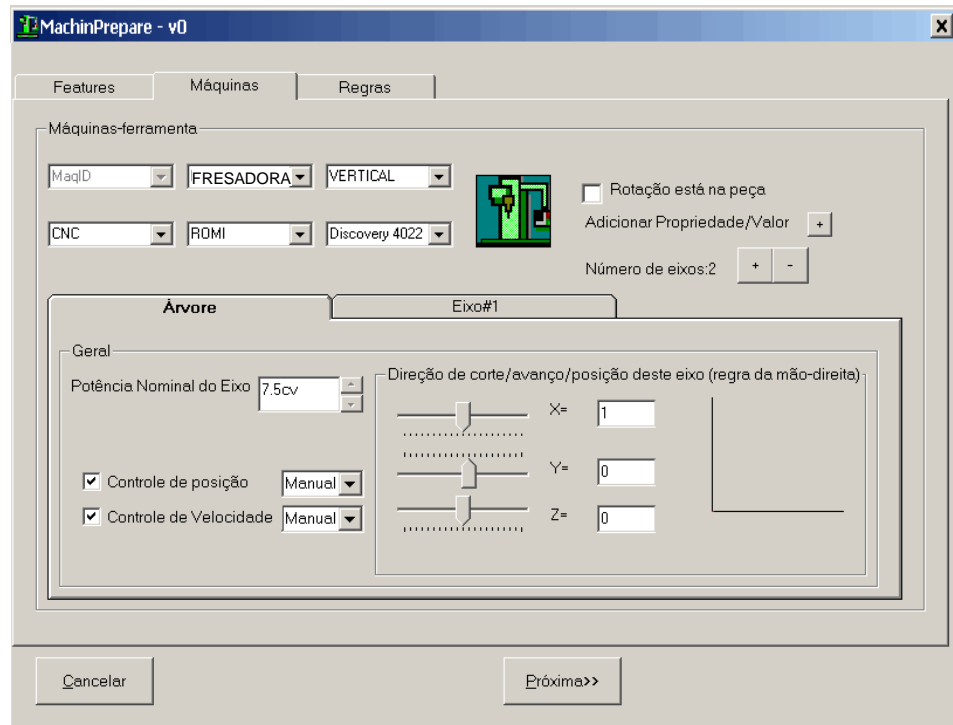 MachinPrepare - v0
Features Máquinas Regras
Máquinas-ferramenta
MaqID FRESADORA VERTICAL
Rotação está na peça
Adicionar Propriedade/Valor +
CNC ROMI Discovery 4022
Número de eixos:2 + -
Árvore Eixo#1
Geral
Potência Nominal do Eixo 7.5cv
Direção de corte/avanço/posição deste eixo (regra da mão-direita)
X= 1
Y= 0
Z= 0
Controle de posição Manual
Controle de Velocidade Manual
Cancelar Próxima>>